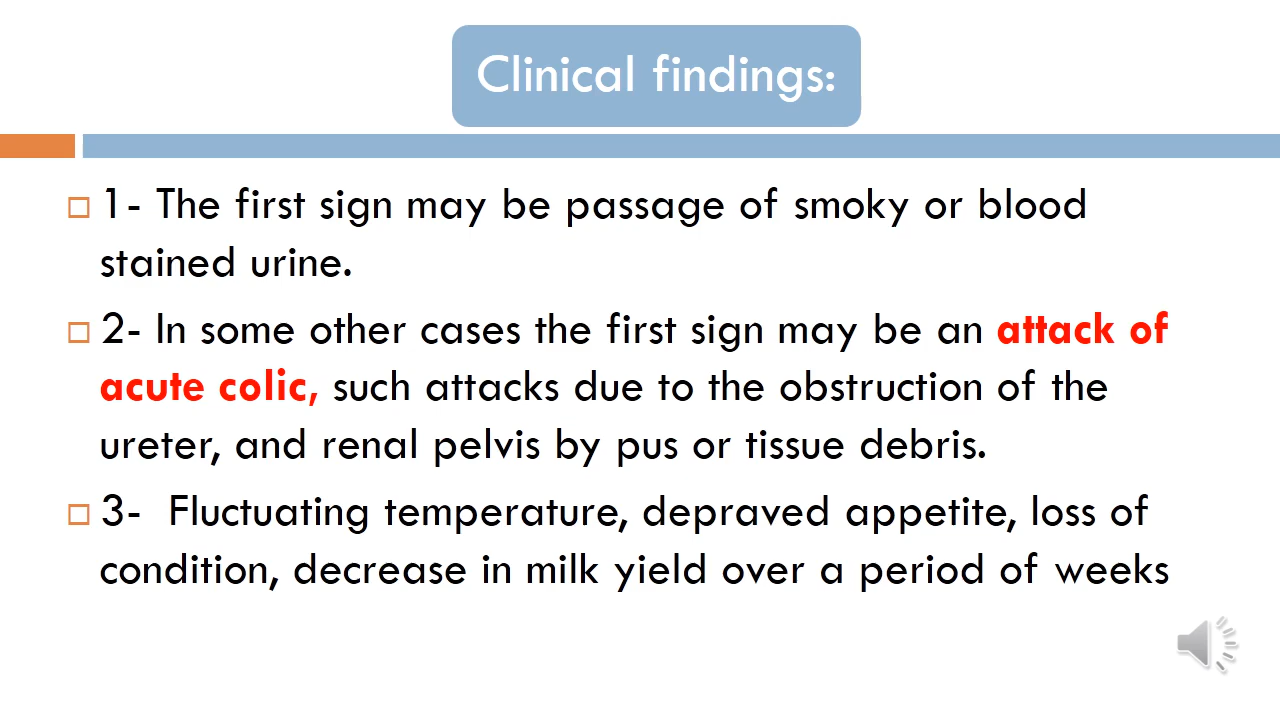 Clinical findings:
1- The first sign may be passage of smoky or blood
stained urine.
2- In some other cases the first sign may be an attack of
acute colic, such attacks due to the obstruction of the
ureter, and renal pelvis by pus or tissue debris.
3- Fluctuating temperature, depraved appetite, loss of
condition, decrease in milk yield over a period of weeks